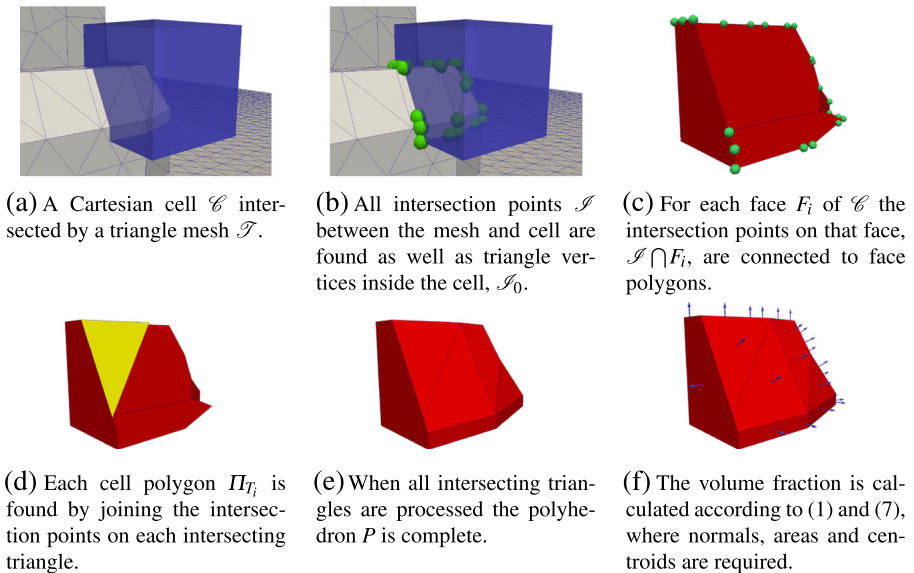 (a) A Cartesian cell 𝒞 inter-
sected by a triangle mesh 𝒯.
(b) All intersection points ℐ
between the mesh and cell are
found as well as triangle ver-
tices inside the cell, ℐ₀.
(c) For each face Fᵢ of 𝒞 the
intersection points on that face,
ℐ ⋂ Fᵢ, are connected to face
polygons.
(d) Each cell polygon Π_{Tᵢ} is
found by joining the intersec-
tion points on each intersecting
triangle.
(e) When all intersecting trian-
gles are processed the polyhe-
dron P is complete.
(f) The volume fraction is cal-
culated according to (1) and (7),
where normals, areas and cen-
troids are required.